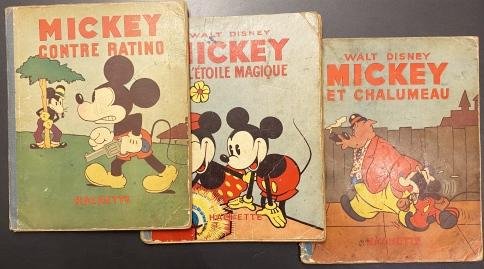 MICKEY
CONTRE RATINO
HACHETTE
WALT DISNEY
MICKEY
L'ÉTOILE MAGIQUE
HACHETTE
WALT DISNEY
MICKEY
ET CHALUMEAU
HACHETTE